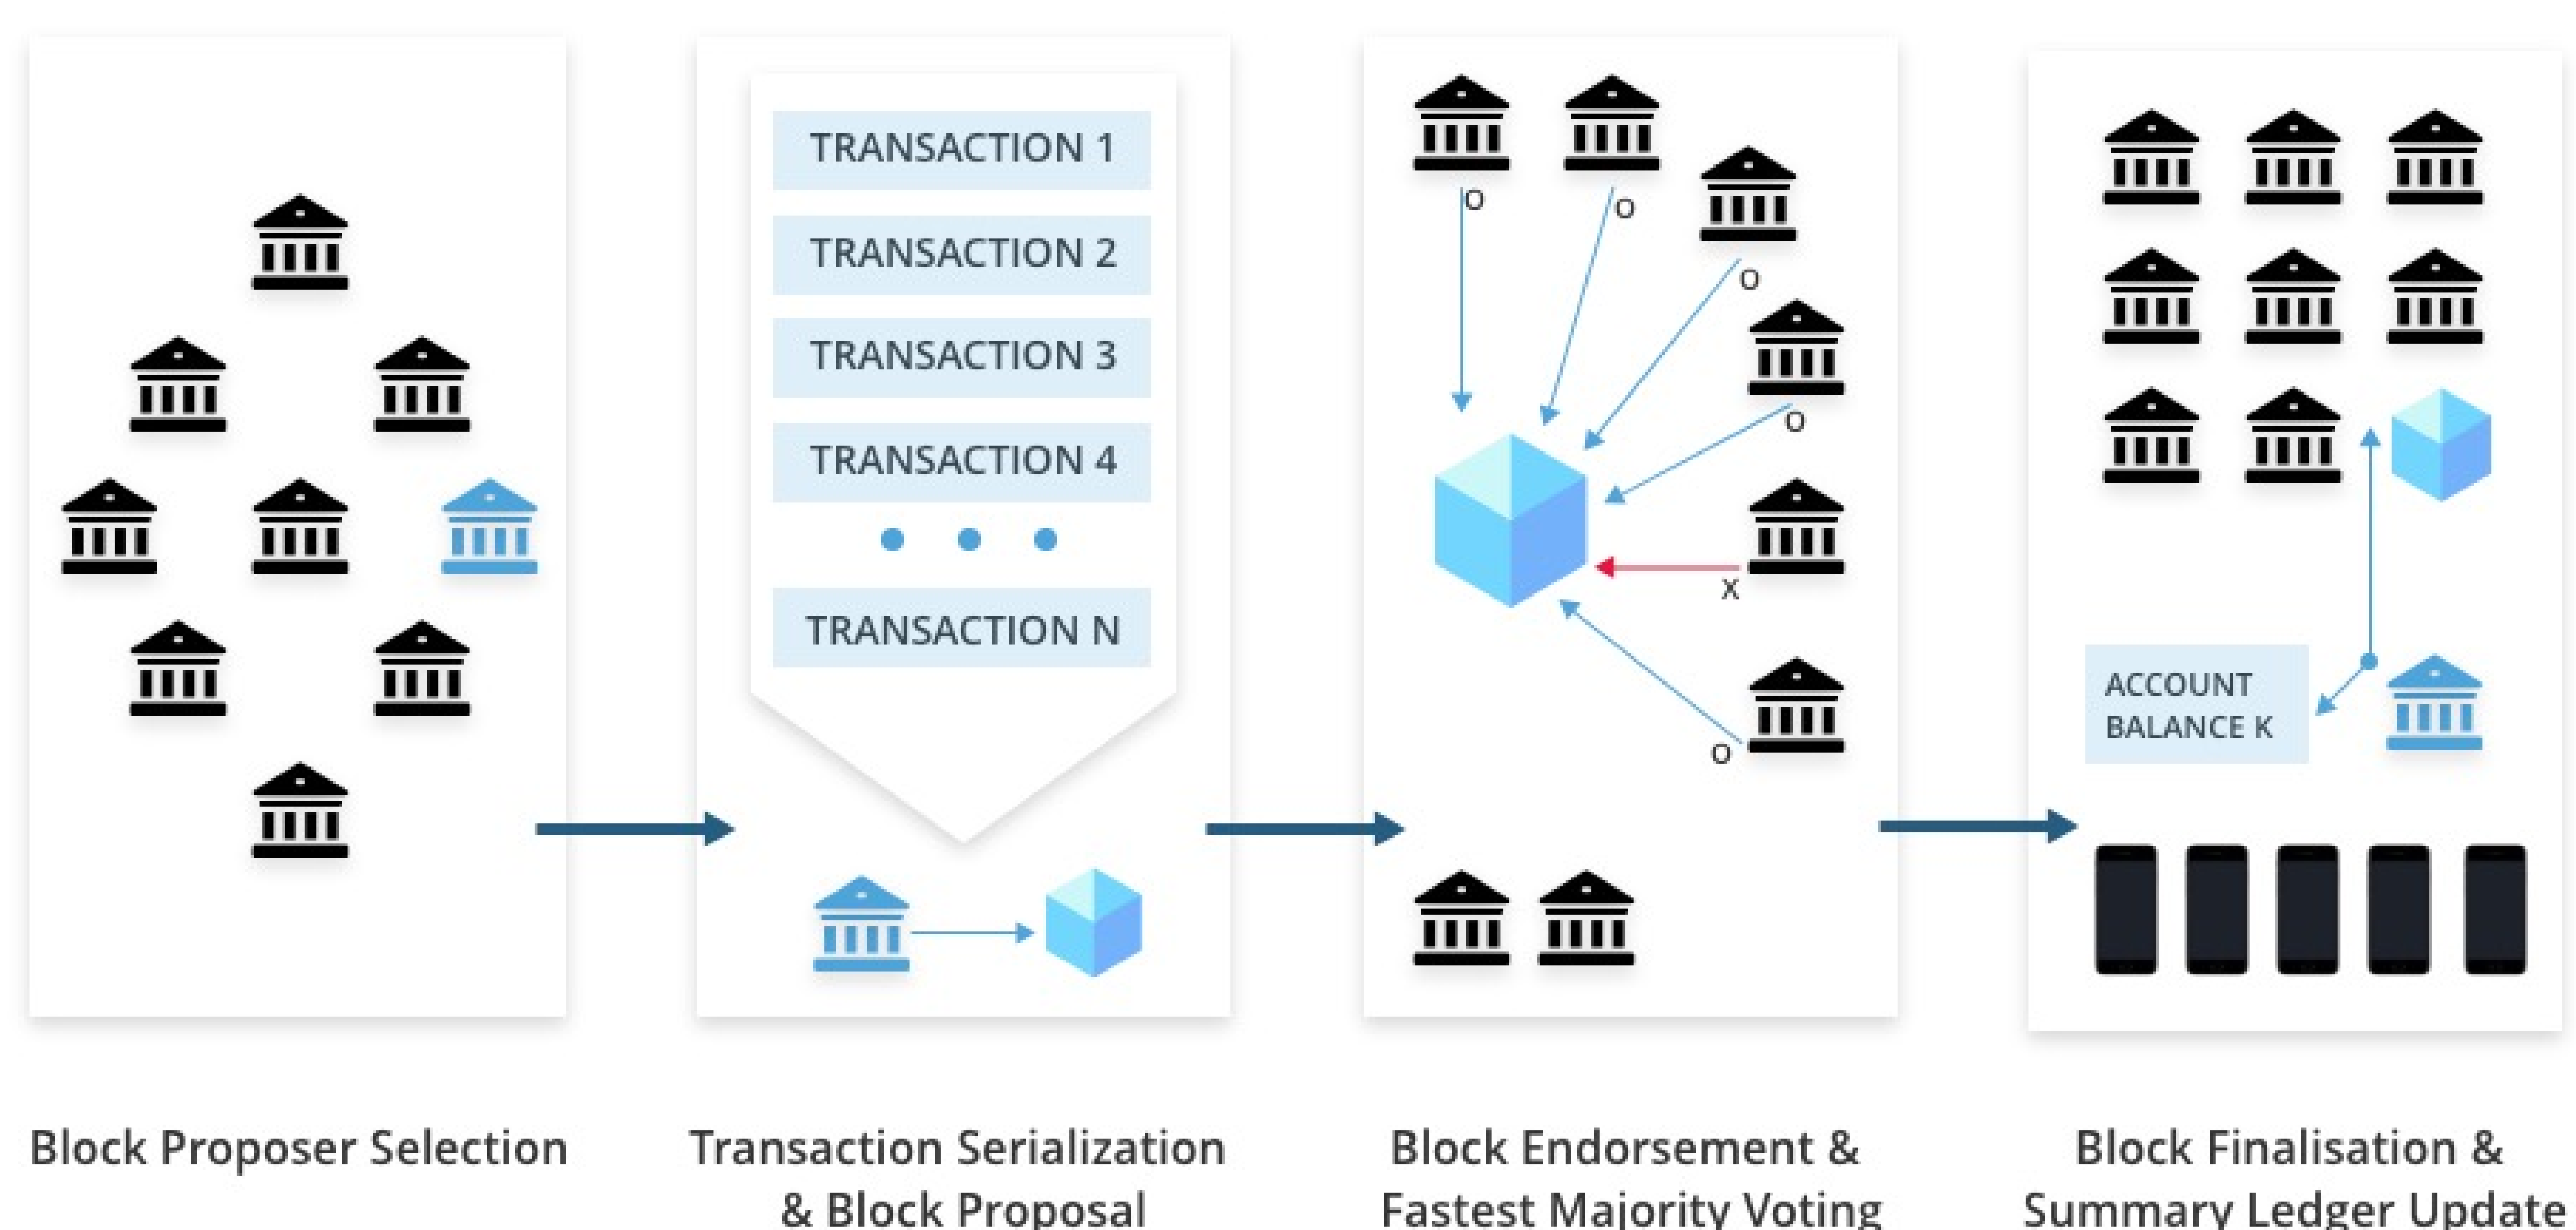 TRANSACTION 1
TRANSACTION 2
TRANSACTION 3
TRANSACTION 4
TRANSACTION N
O
O
O
O
X
O
ACCOUNT
BALANCE K
Block Proposer Selection
Transaction Serialization
& Block Proposal
Block Endorsement &
Fastest Majority Voting
Block Finalisation &
Summary Ledger Update